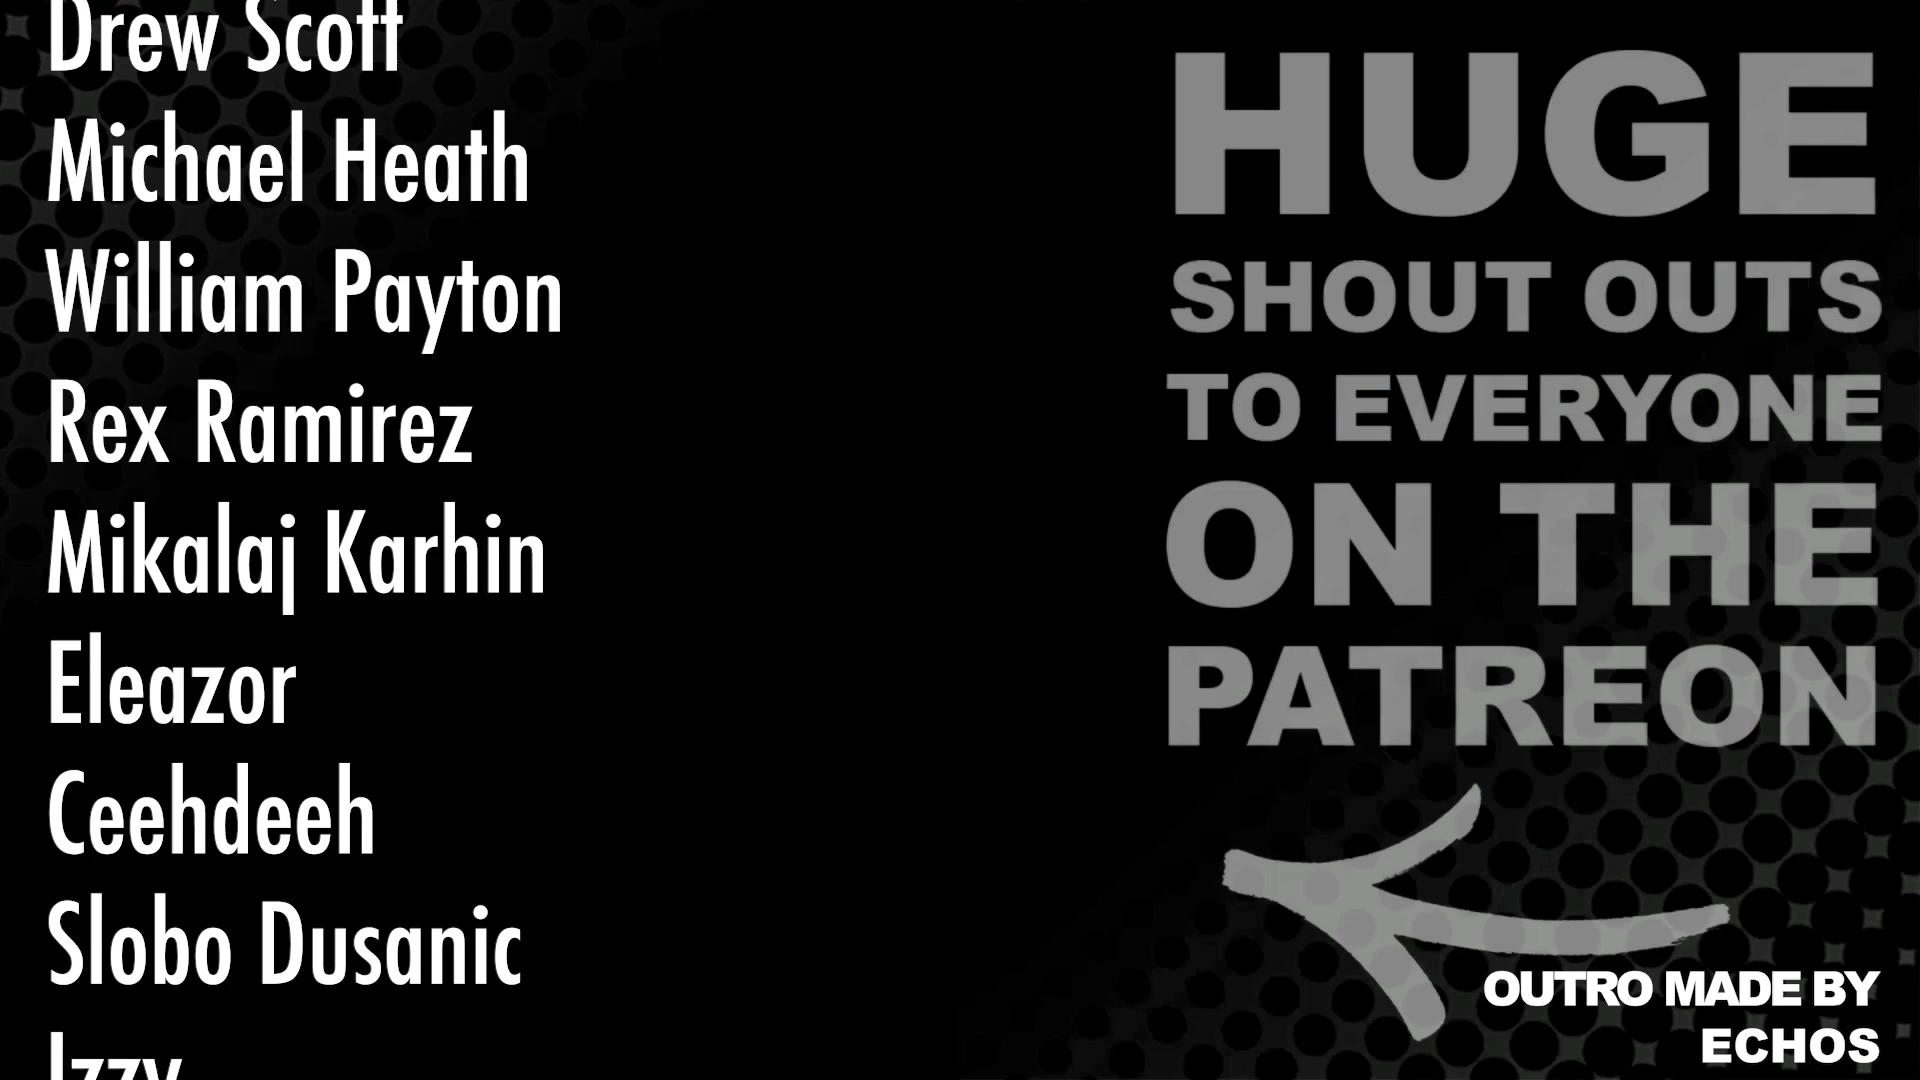 Drew Scott
Michael Heath
William Payton
Rex Ramirez
Mikalaj Karhin
Eleazor
Ceehdeeh
Slobo Dusanic
Izzy
HUGE
SHOUT OUTS
TO EVERYONE
ON THE
PATREON
OUTRO MADE BY
ECHOS